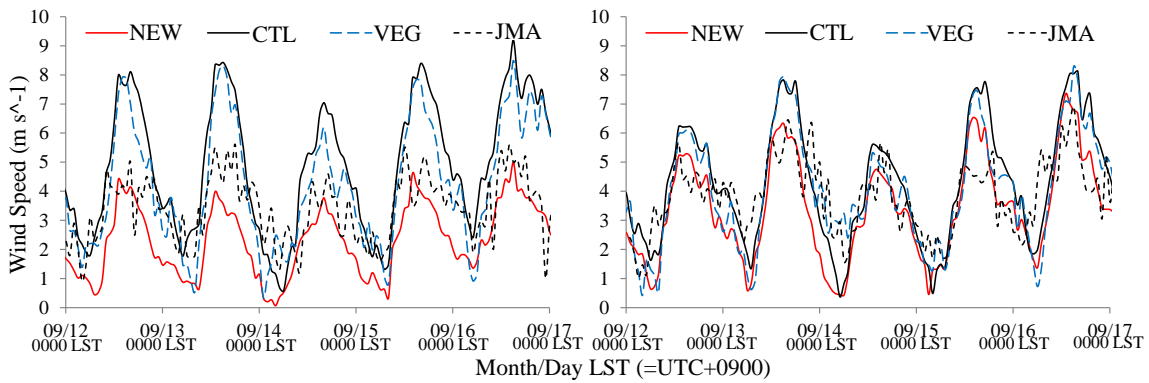 10 NEW CTL VEG JMA
9
8
7
6
5
4
3
2
1
0
Wind Speed (m s^-1)
09/12 09/13 09/14 09/15 09/16 09/17
0000 LST 0000 LST 0000 LST 0000 LST 0000 LST 0000 LST
10 NEW CTL VEG JMA
9
8
7
6
5
4
3
2
1
0
09/12 09/13 09/14 09/15 09/16 09/17
0000 LST 0000 LST 0000 LST 0000 LST 0000 LST 0000 LST
Month/Day LST (=UTC+0900)